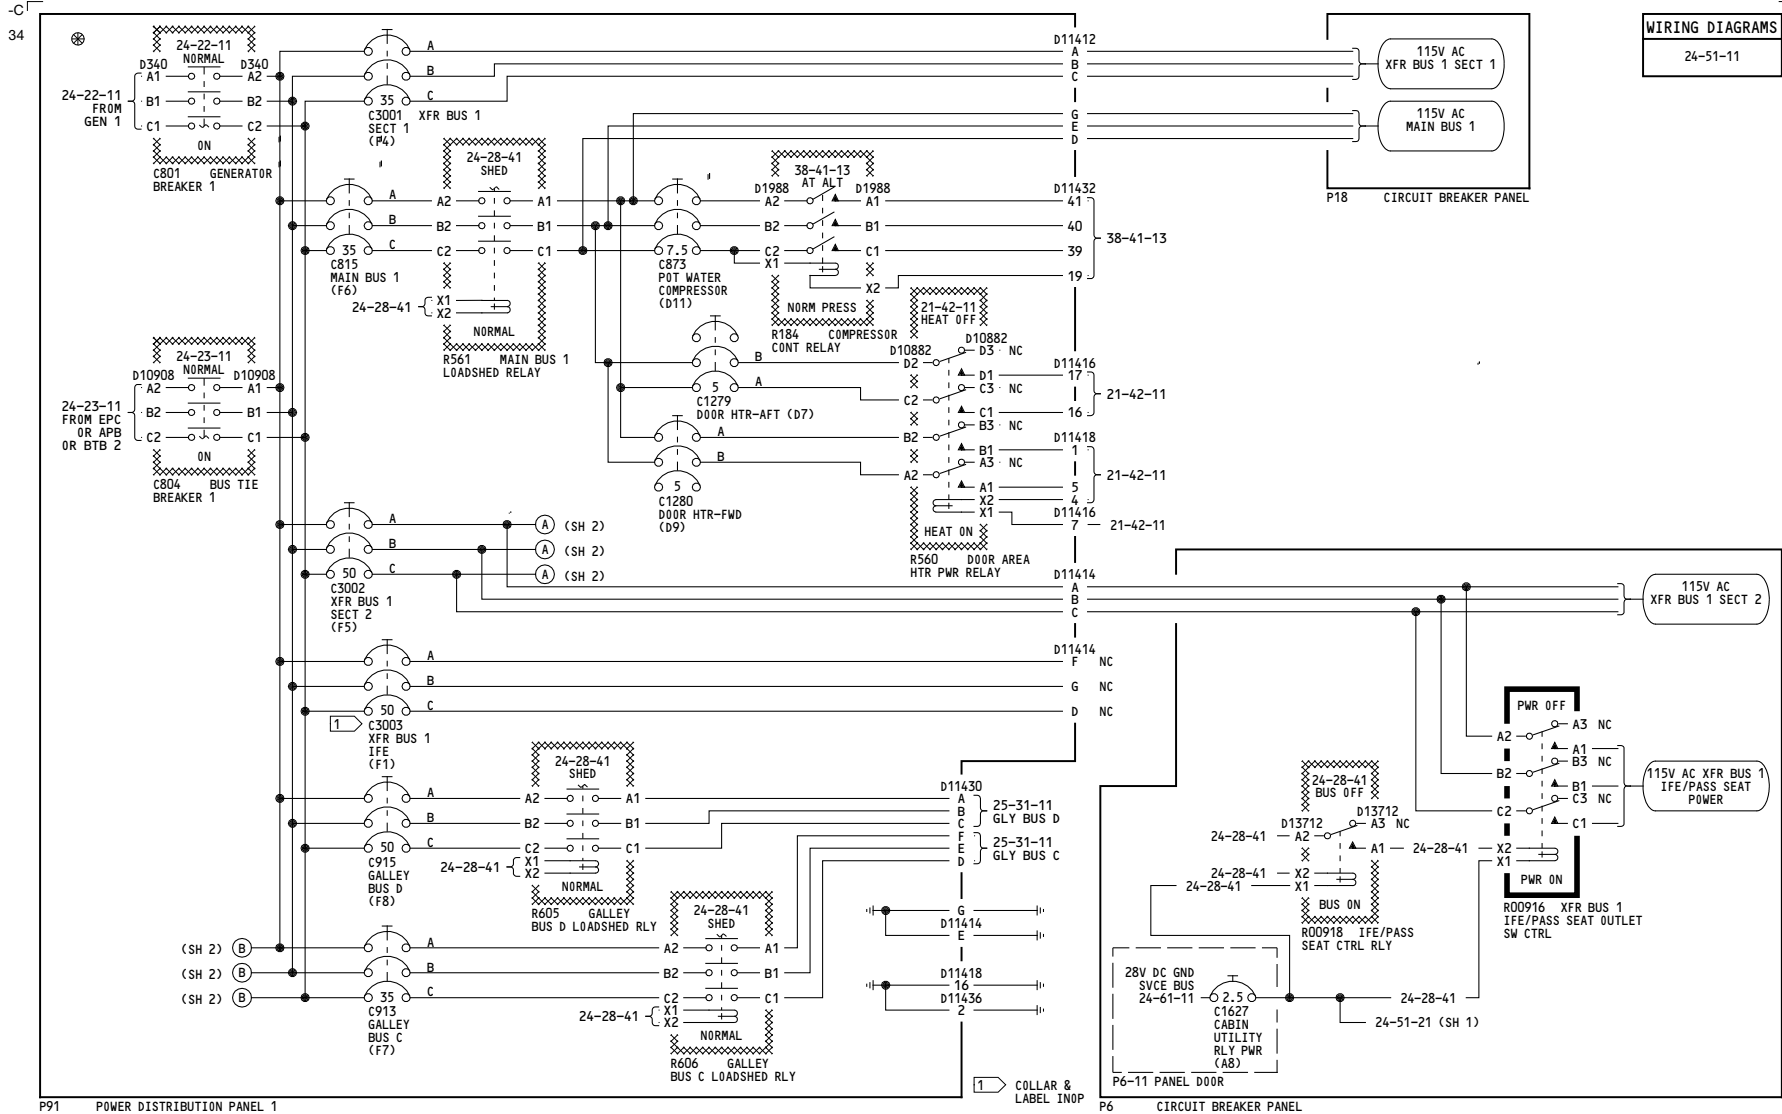 -C
34
WIRING DIAGRAMS
24-51-11
24-22-11
NORMAL
D340 D340
A1 A2
B1 B2
C1 C2
ON
24-22-11
FROM
GEN 1
C801 GENERATOR
BREAKER 1
A
B
C
35
C3001 XFR BUS 1
SECT 1
(F4)
D11412
A
B
C
G
E
D
115V AC
XFR BUS 1 SECT 1
115V AC
MAIN BUS 1
P18 CIRCUIT BREAKER PANEL
A
B
C
35
C815
MAIN BUS 1
(F6)
24-28-41
SHED
A2 A1
B2 B1
C2 C1
24-28-41
X1
X2
NORMAL
R561 MAIN BUS 1
LOADSHED RELAY
7.5
C873
POT WATER
COMPRESSOR
(D11)
38-41-13
AT ALT
D1988 D1988
A2 A1
B2 B1
C2 C1
X1
X2
NORM PRESS
R184 COMPRESSOR
CONT RELAY
D11432
41
40
39
19
38-41-13
24-23-11
NORMAL
D10908 D10908
A2 A1
B2 B1
C2 C1
ON
24-23-11
FROM EPC
OR APB
OR BTB 2
C804 BUS TIE
BREAKER 1
B
A
5
C1279
DOOR HTR-AFT (D7)
A
B
5
C1280
DOOR HTR-FWD
(D9)
21-42-11
HEAT OFF
D10882
D10882
D3 NC
D2
D1
C3 NC
C2
C1
B3 NC
B2
B1
A3 NC
A2
A1
X2
X1
HEAT ON
R560 DOOR AREA
HTR PWR RELAY
D11416
17
16
21-42-11
D11418
1
5
4
21-42-11
D11416
7
21-42-11
A
B
C
50
C3002
XFR BUS 1
SECT 2
(F5)
A (SH 2)
A (SH 2)
A (SH 2)
D11414
A
B
C
115V AC
XFR BUS 1 SECT 2
A
B
C
50
1
C3003
XFR BUS 1
IFE
(F1)
D11414
F NC
G NC
D NC
A
B
C
50
C915
GALLEY
BUS D
(F8)
24-28-41
SHED
A2 A1
B2 B1
C2 C1
24-28-41
X1
X2
NORMAL
R605 GALLEY
BUS D LOADSHED RLY
D11430
A
B
C
25-31-11
GLY BUS D
F
E
D
25-31-11
GLY BUS C
(SH 2) B
(SH 2) B
(SH 2) B
A
B
C
35
C913
GALLEY
BUS C
(F7)
24-28-41
SHED
A2 A1
B2 B1
C2 C1
24-28-41
X1
X2
NORMAL
R606 GALLEY
BUS C LOADSHED RLY
G
D11414
E
D11418
16
D11436
2
1 COLLAR &
LABEL INOP
P91 POWER DISTRIBUTION PANEL 1
24-28-41
BUS OFF
D13712 D13712
24-28-41 A2
A3 NC
A1 24-28-41
24-28-41 X2
24-28-41 X1
BUS ON
R00918 IFE/PASS
SEAT CTRL RLY
PWR OFF
A3 NC
A2
A1
B3 NC
B2
B1
C3 NC
C2
C1
X2
X1
PWR ON
R00916 XFR BUS 1
IFE/PASS SEAT OUTLET
SW CTRL
115V AC XFR BUS 1
IFE/PASS SEAT
POWER
28V DC GND
SVCE BUS
24-61-11
2.5
C1627
CABIN
UTILITY
RLY PWR
(A8)
24-28-41
24-51-21 (SH 1)
P6-11 PANEL DOOR
P6 CIRCUIT BREAKER PANEL